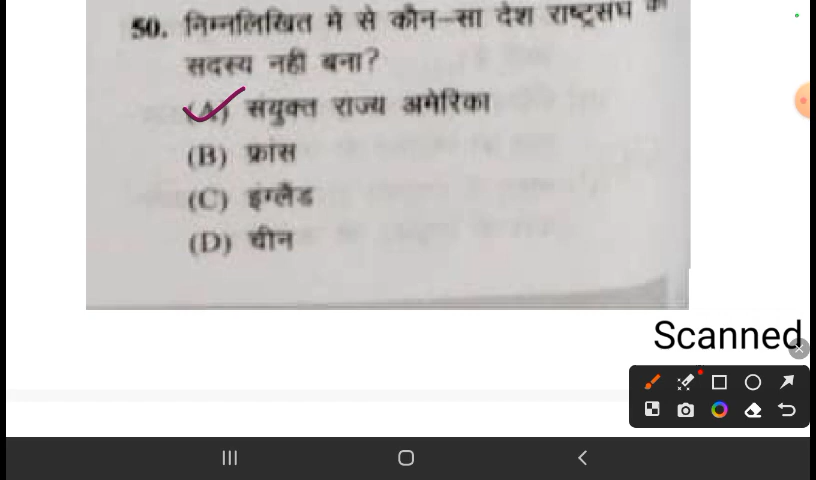 50. निम्नलिखित मे से कौन-सा देश राष्ट्रसंघ का
सदस्य नही बना?
(A) संयुक्त राज्य अमेरिका
(B) फ्रांस
(C) इंग्लैंड
(D) चीन
Scanned